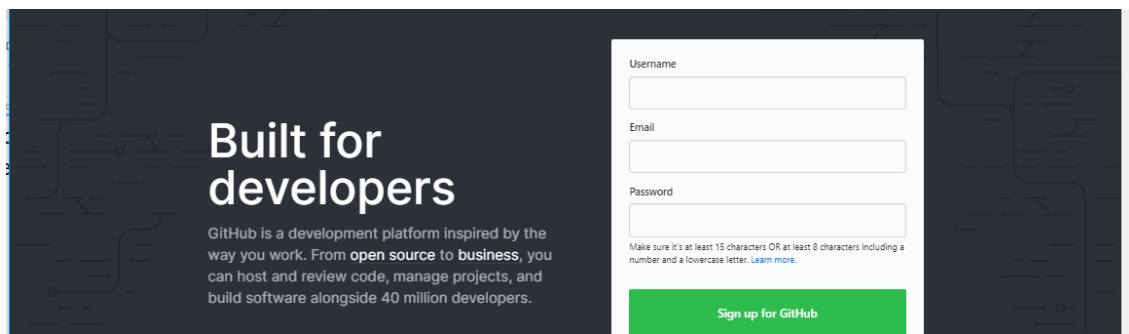 Built for
developers
GitHub is a development platform inspired by the
way you work. From open source to business, you
can host and review code, manage projects, and
build software alongside 40 million developers.
Username
Email
Password
Make sure it's at least 15 characters OR at least 8 characters including a
number and a lowercase letter. Learn more.
Sign up for GitHub